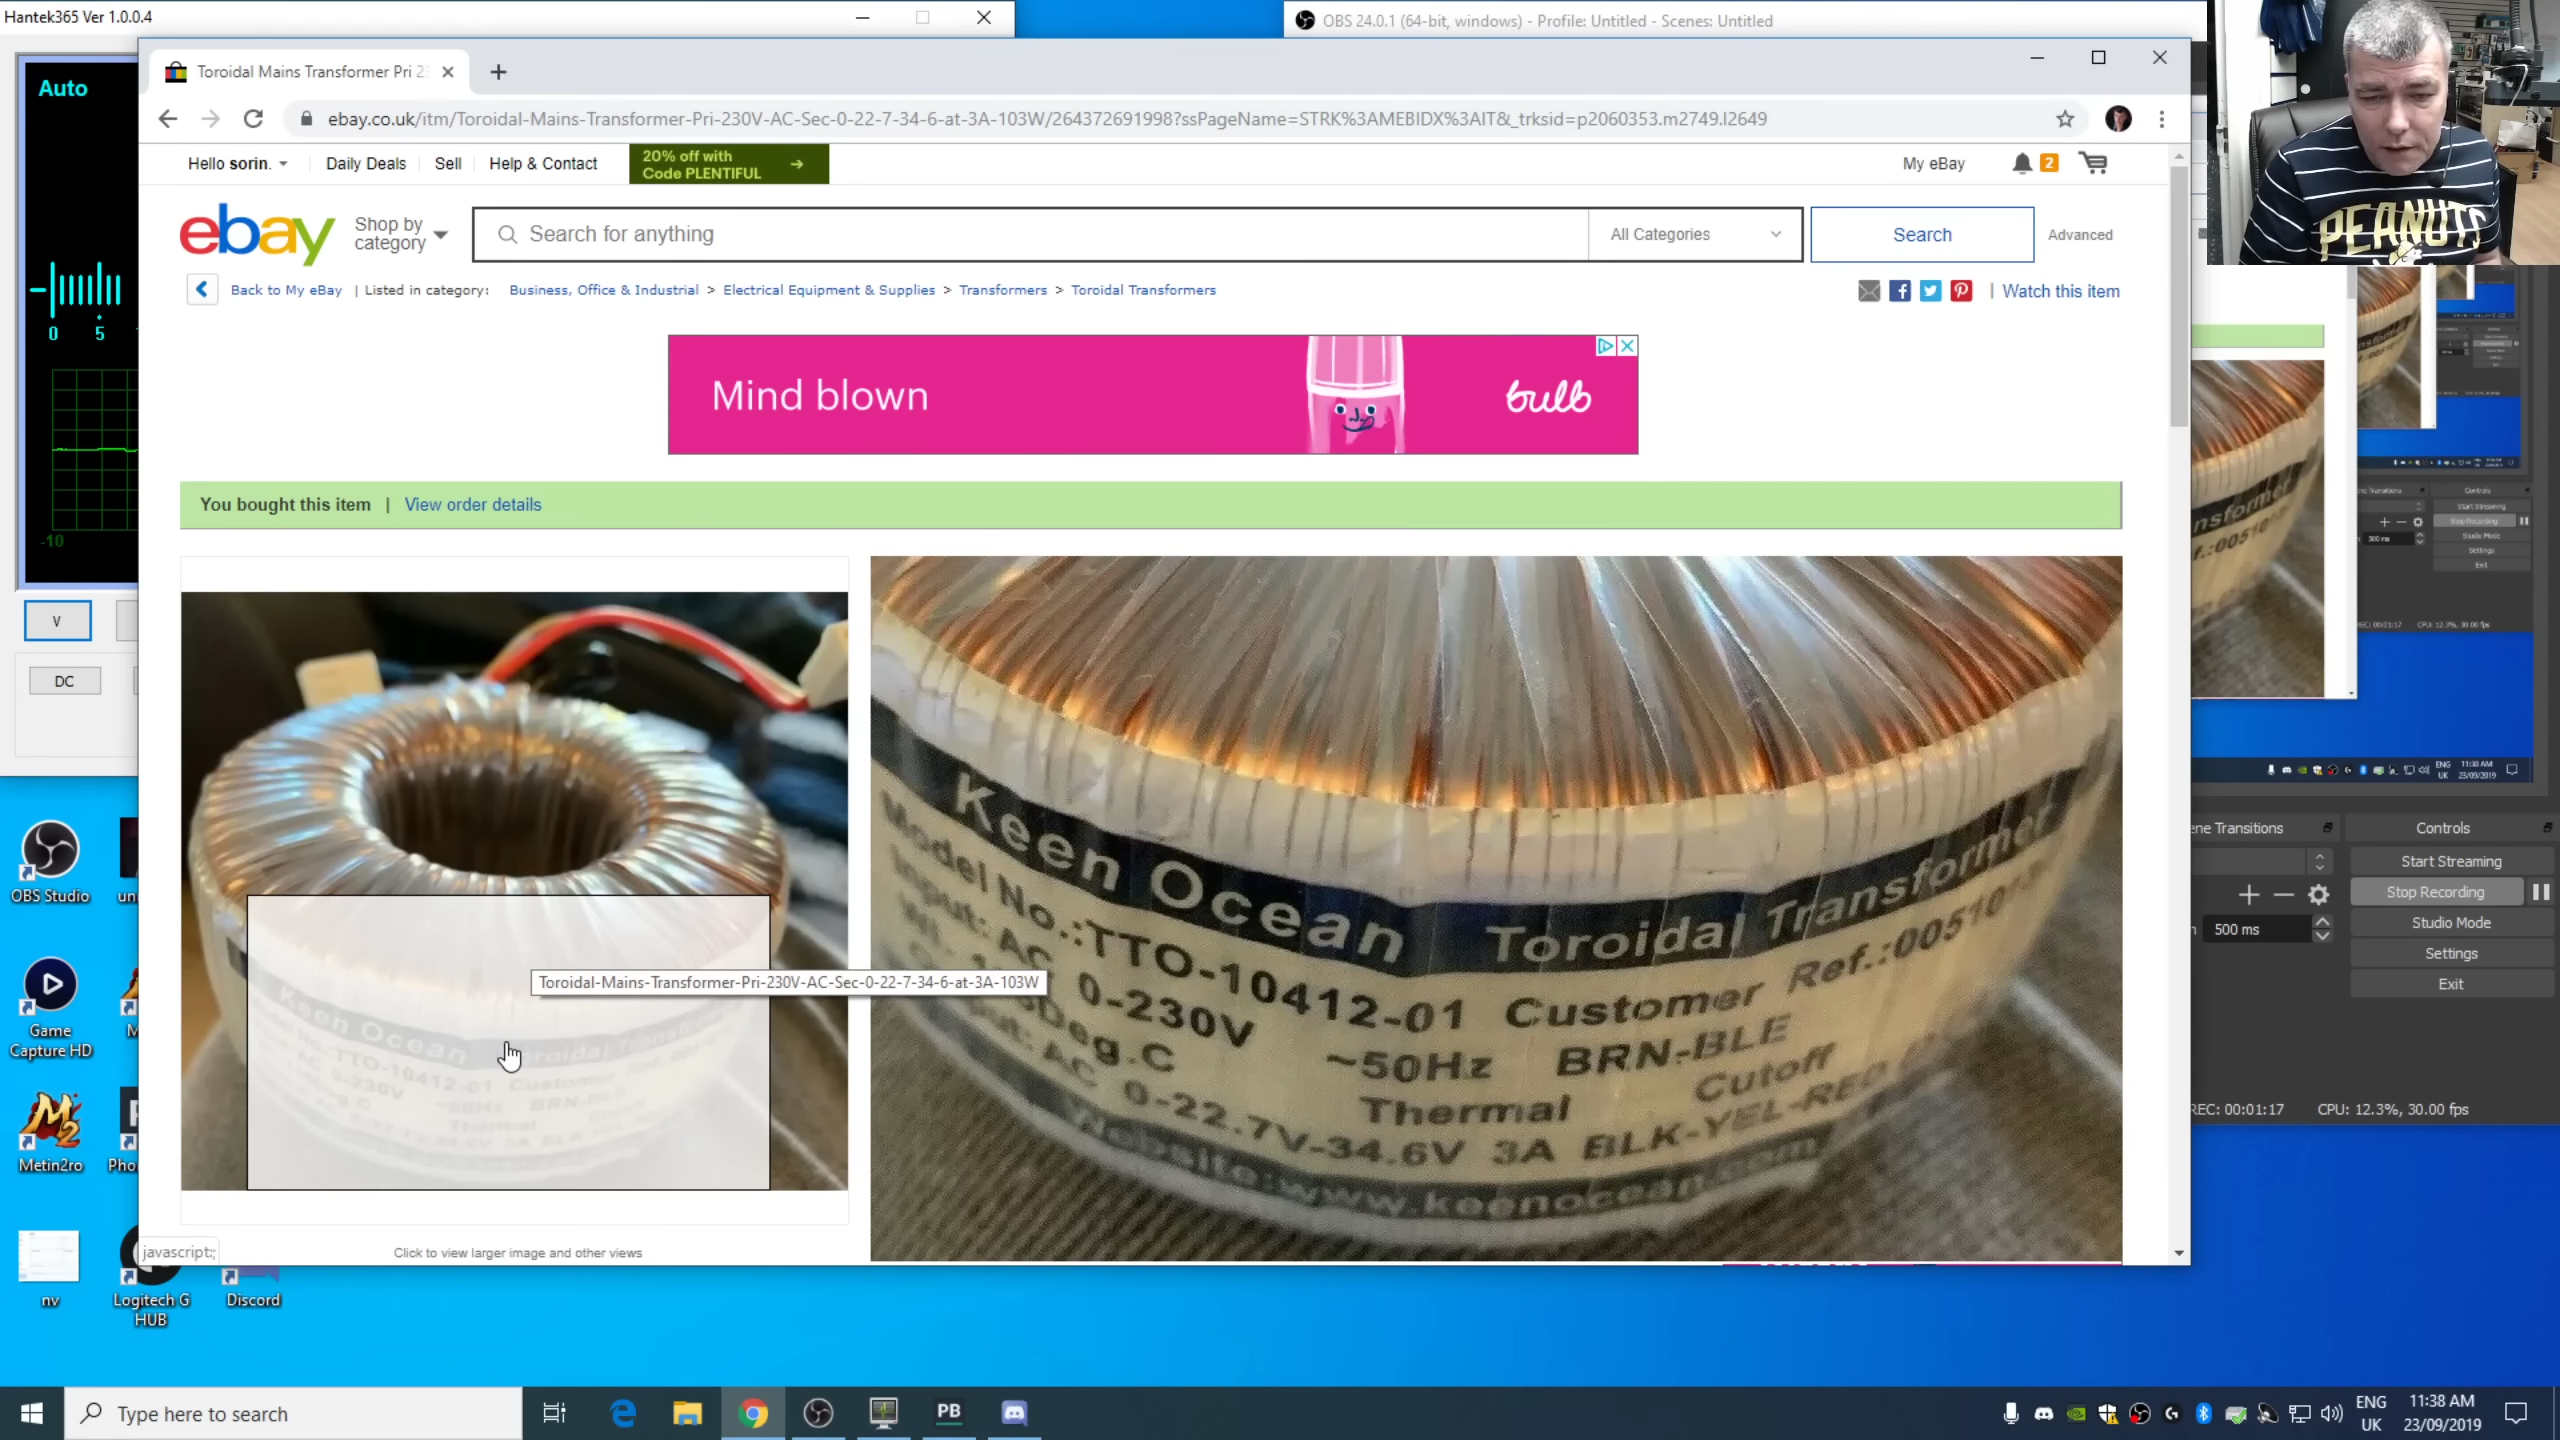 Hantek365 Ver 1.0.0.4
OBS 24.0.1 (64-bit, windows) - Profile: Untitled - Scenes: Untitled
Toroidal Mains Transformer Pri 2
ebay.co.uk/itm/Toroidal-Mains-Transformer-Pri-230V-AC-Sec-0-22-7-34-6-at-3A-103W/264372691998?ssPageName=STRK%3AMEBIDX%3AIT&_trksid=p2060353.m2749.l2649
Auto
0 5
-10
V
DC
Hello sorin. Daily Deals Sell Help & Contact
20% off with
Code PLENTIFUL
My eBay 2
ebay
Shop by
category
Search for anything
All Categories
Search
Advanced
Back to My eBay | Listed in category: Business, Office & Industrial > Electrical Equipment & Supplies > Transformers > Toroidal Transformers
| Watch this item
Mind blown
bulb
You bought this item | View order details
Keen Ocean Toroidal Transformer
Model No.:TTO-10412-01 Customer Ref.:00510
Input: AC 0-230V ~50Hz BRN-BLE
Deg.C Thermal Cutoff
AC 0-22.7V-34.6V 3A BLK-YEL-RED
Website:www.keenocean.com
Toroidal-Mains-Transformer-Pri-230V-AC-Sec-0-22-7-34-6-at-3A-103W
Click to view larger image and other views
javascript:;
PEANUTS
ene Transitions
Controls
Start Streaming
Stop Recording
500 ms
Studio Mode
Settings
Exit
REC: 00:01:17 CPU: 12.3%, 30.00 fps
OBS Studio
Game
Capture HD
Metin2ro
nv
Logitech G
HUB
Discord
Type here to search
PB
ENG
UK
11:38 AM
23/09/2019